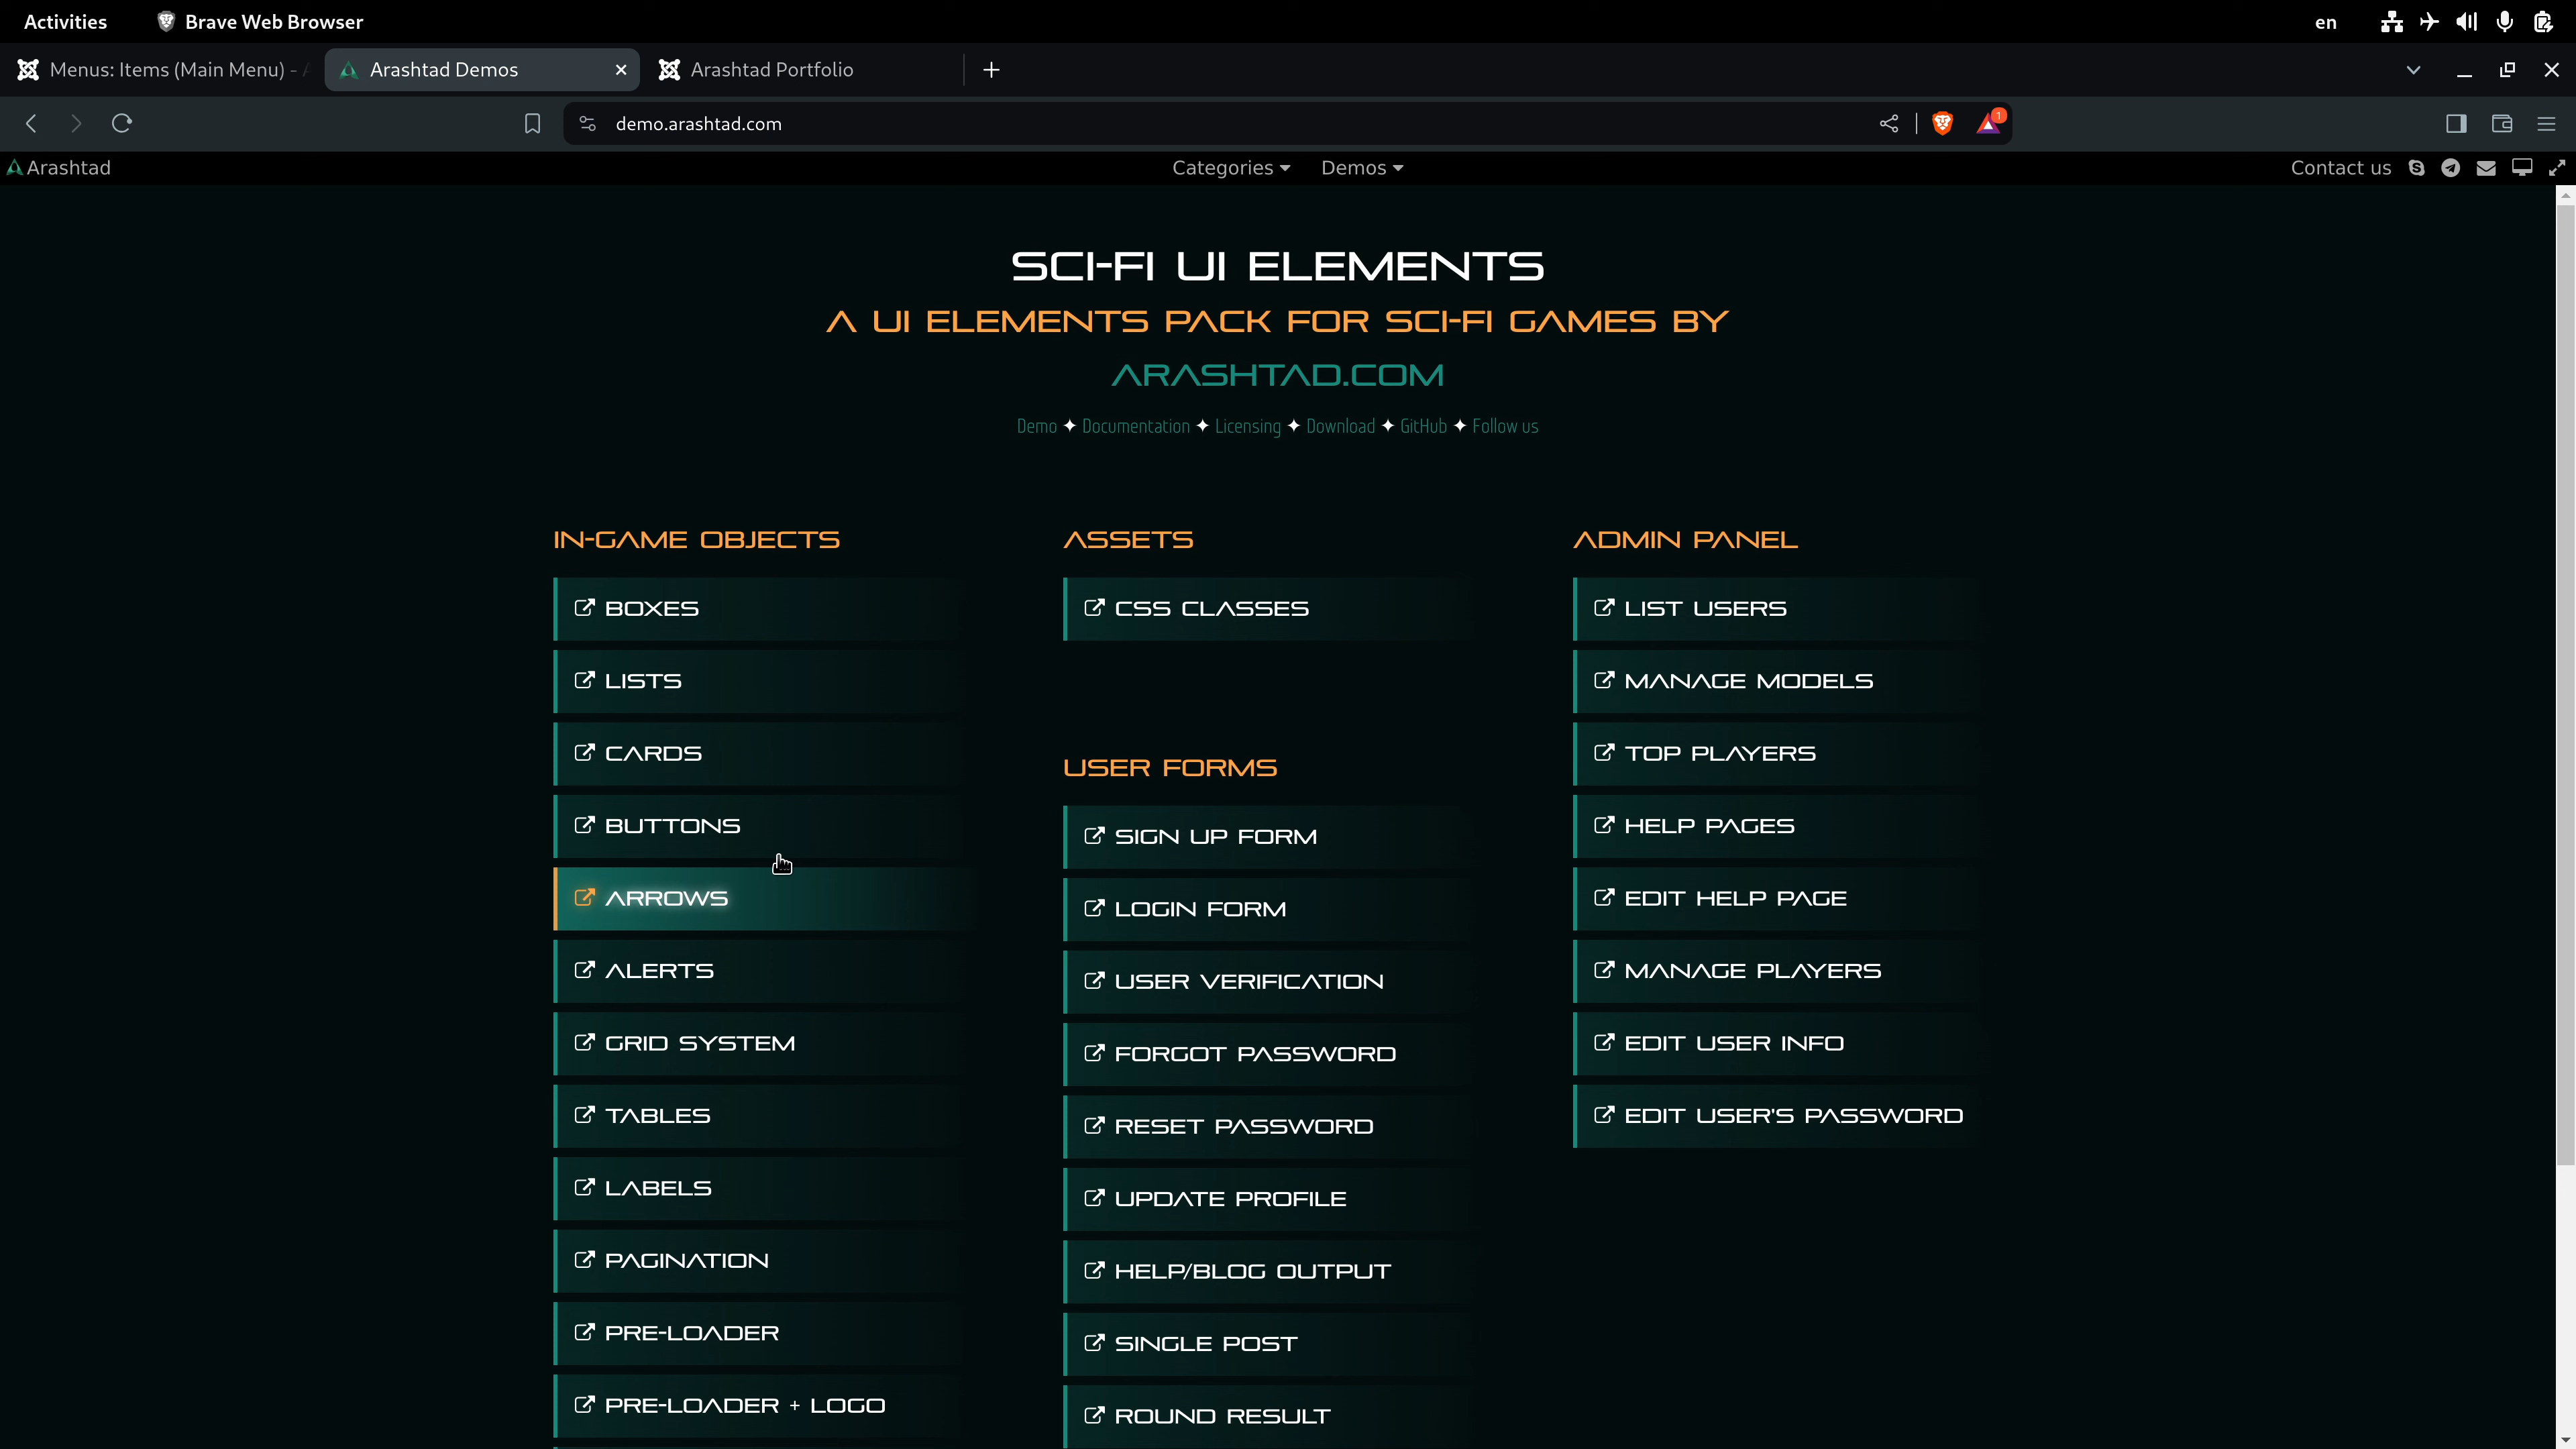 Activities
Brave Web Browser
en
Menus: Items (Main Menu) -
Arashtad Demos
Arashtad Portfolio
demo.arashtad.com
1
Arashtad
Categories
Demos
Contact us
SCI-FI UI ELEMENTS
A UI ELEMENTS PACK FOR SCI-FI GAMES BY
ARASHTAD.COM
Demo ✦ Documentation ✦ Licensing ✦ Download ✦ GitHub ✦ Follow us
IN-GAME OBJECTS
BOXES
LISTS
CARDS
BUTTONS
ARROWS
ALERTS
GRID SYSTEM
TABLES
LABELS
PAGINATION
PRE-LOADER
PRE-LOADER + LOGO
ASSETS
CSS CLASSES
USER FORMS
SIGN UP FORM
LOGIN FORM
USER VERIFICATION
FORGOT PASSWORD
RESET PASSWORD
UPDATE PROFILE
HELP/BLOG OUTPUT
SINGLE POST
ROUND RESULT
ADMIN PANEL
LIST USERS
MANAGE MODELS
TOP PLAYERS
HELP PAGES
EDIT HELP PAGE
MANAGE PLAYERS
EDIT USER INFO
EDIT USER'S PASSWORD